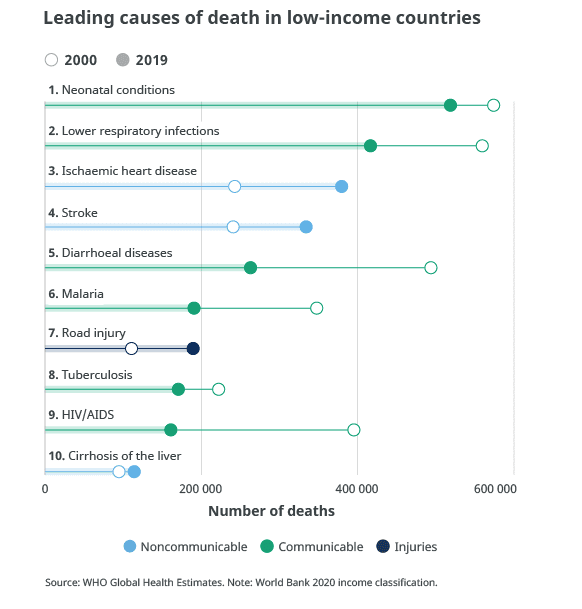 Leading causes of death in low-income countries
2000 2019
1. Neonatal conditions
2. Lower respiratory infections
3. Ischaemic heart disease
4. Stroke
5. Diarrhoeal diseases
6. Malaria
7. Road injury
8. Tuberculosis
9. HIV/AIDS
10. Cirrhosis of the liver
0 200 000 400 000 600 000
Number of deaths
Noncommunicable Communicable Injuries
Source: WHO Global Health Estimates. Note: World Bank 2020 income classification.